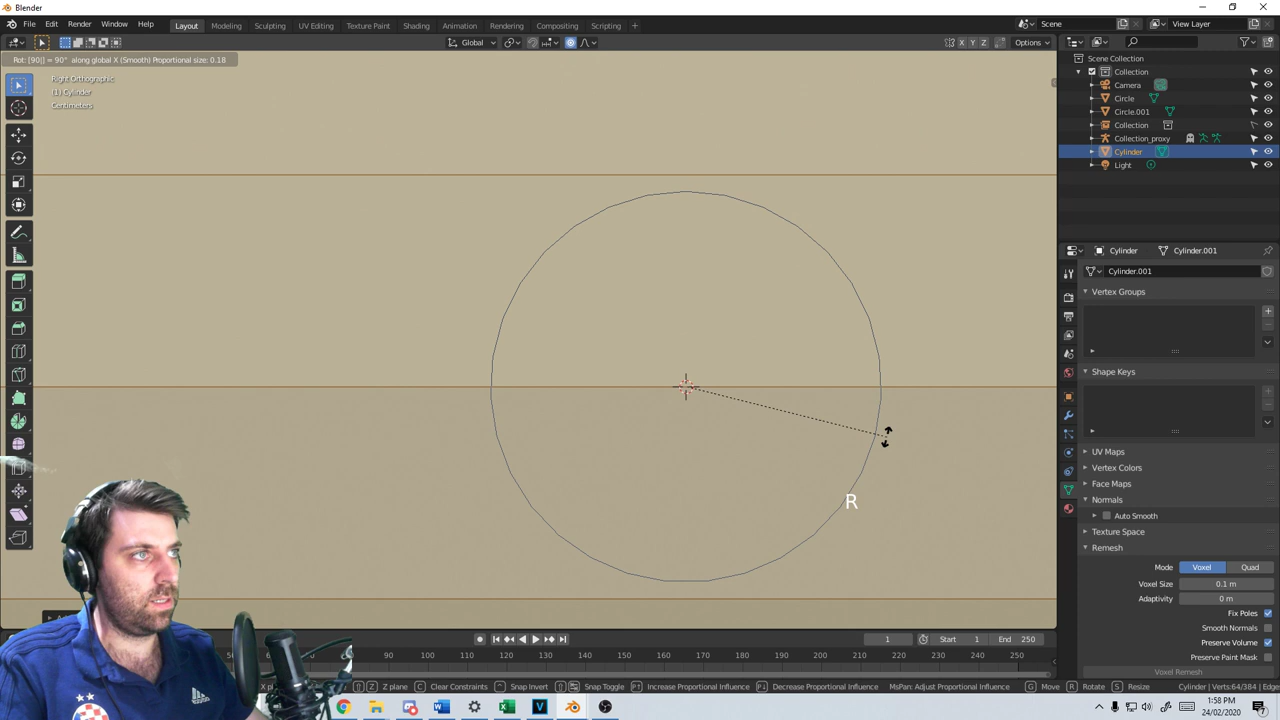 Blender
File Edit Render Window Help
Layout Modeling Sculpting UV Editing Texture Paint Shading Animation Rendering Compositing Scripting +
Scene View Layer
Global X Y Z Options
Rot: [90|] = 90° along global X (Smooth) Proportional size: 0.18
Right Orthographic
(1) Cylinder
Centimeters
R
Scene Collection
Collection
Camera
Circle
Circle.001
Collection
Collection_proxy
Cylinder
Light
Cylinder Cylinder.001
Cylinder.001
Vertex Groups
Shape Keys
UV Maps
Vertex Colors
Face Maps
Normals
Auto Smooth
Texture Space
Remesh
Mode Voxel Quad
Voxel Size 0.1 m
Adaptivity 0 m
Fix Poles
Smooth Normals
Preserve Volume
Preserve Paint Mask
Voxel Remesh
1 Start 1 End 250
50 90 100 110 120 130 140 150 160 170 180 190 200 210 220 230 240 250
Z plane C Clear Constraints Snap Invert Snap Toggle Increase Proportional Influence Decrease Proportional Influence MsPan: Adjust Proportional Influence G Move R Rotate S Resize Cylinder | Verts:64/384 | Edge
1:58 PM
24/02/2020